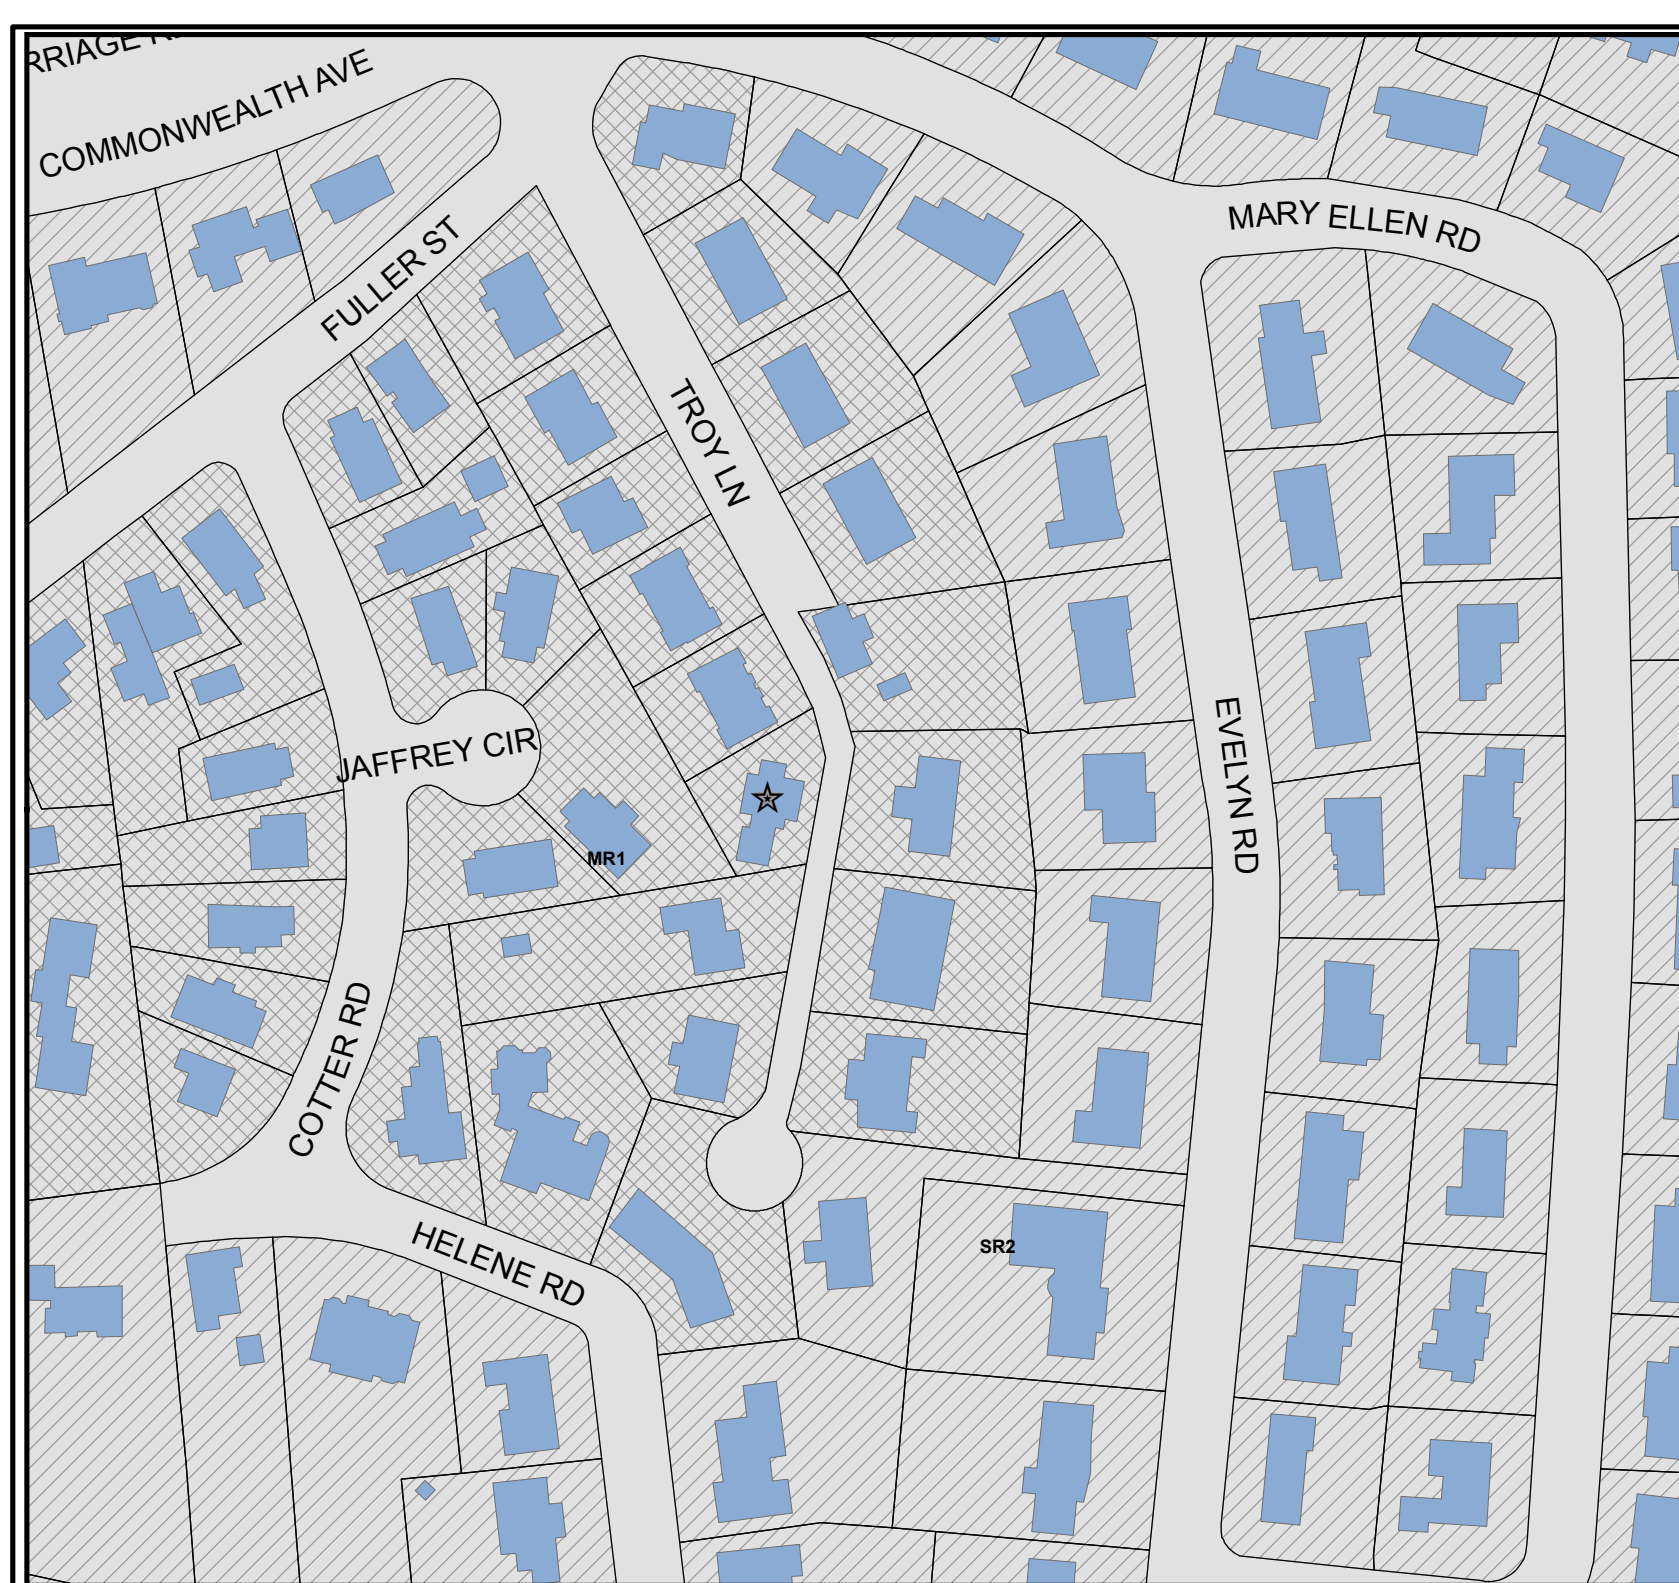 COMMONWEALTH AVE
FULLER ST
MARY ELLEN RD
TROY LN
JAFFREY CIR
EVELYN RD
MR1
COTTER RD
HELENE RD
SR2